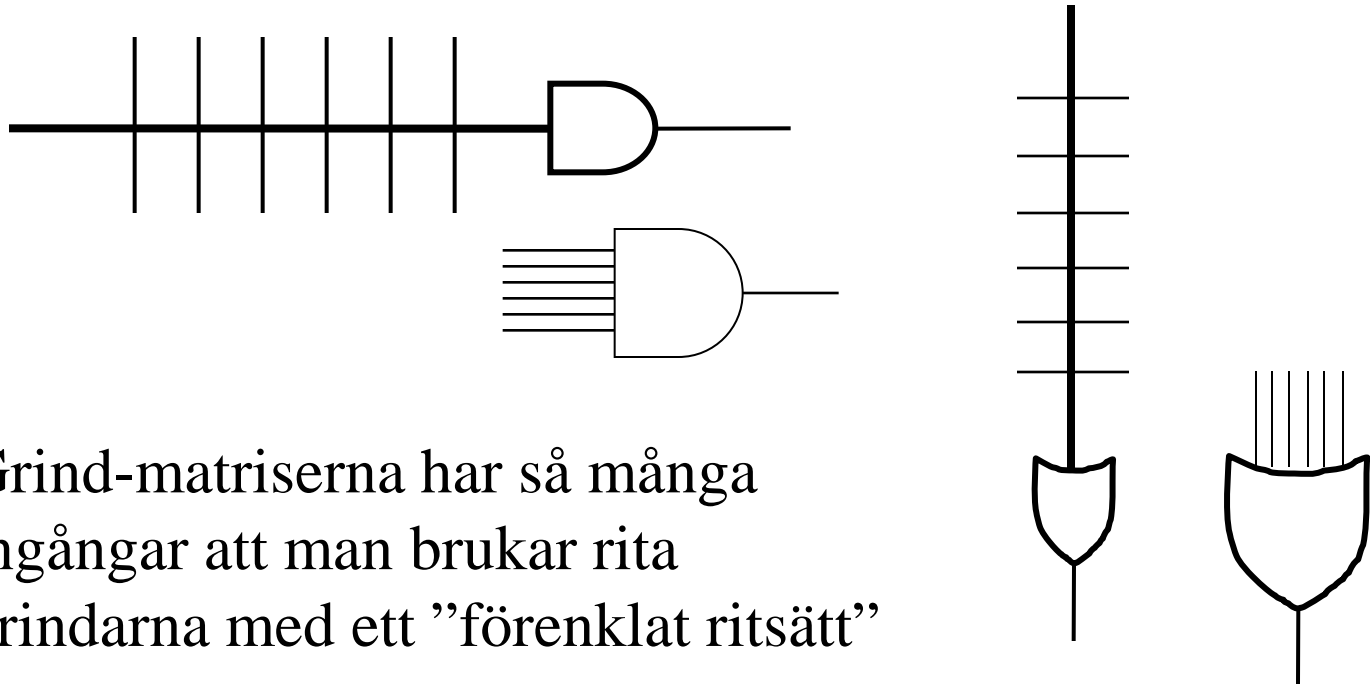 Grind-matriserna har så många
ngångar att man brukar rita
rindarna med ett ”förenklat ritsätt”